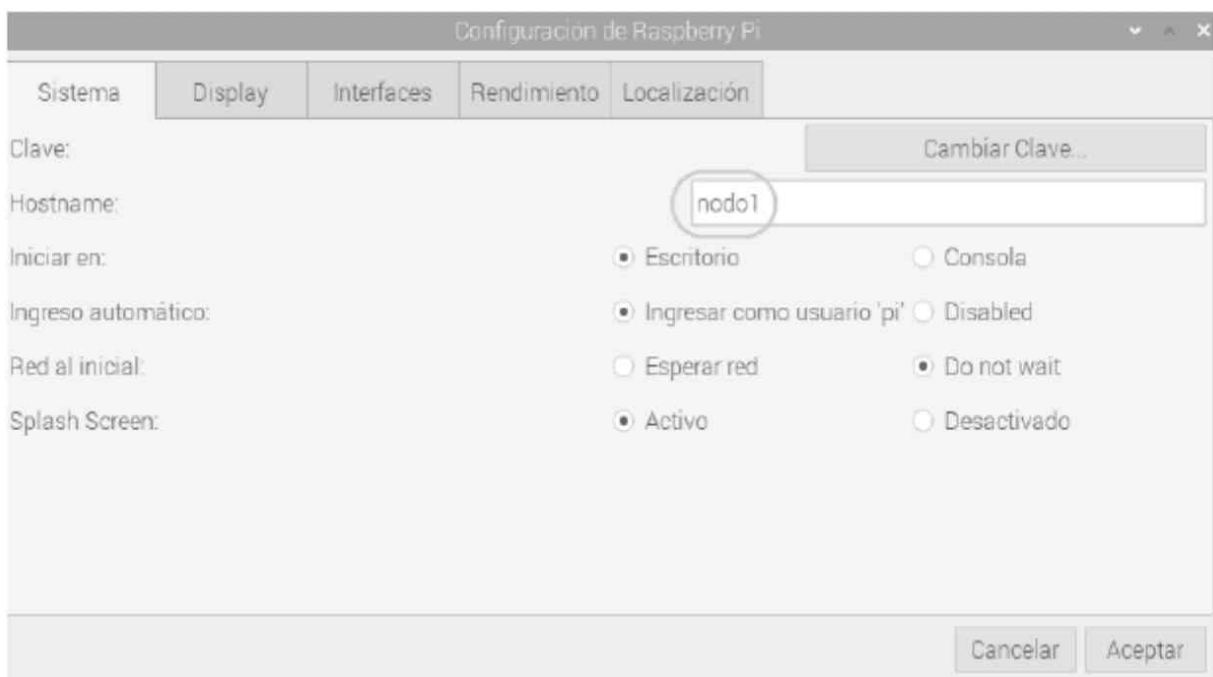 Configuración de Raspberry Pi
Sistema Display Interfaces Rendimiento Localización
Clave: Cambiar Clave...
Hostname: nodo1
Iniciar en: Escritorio Consola
Ingreso automático: Ingresar como usuario 'pi' Disabled
Red al inicial: Esperar red Do not wait
Splash Screen: Activo Desactivado
Cancelar Aceptar